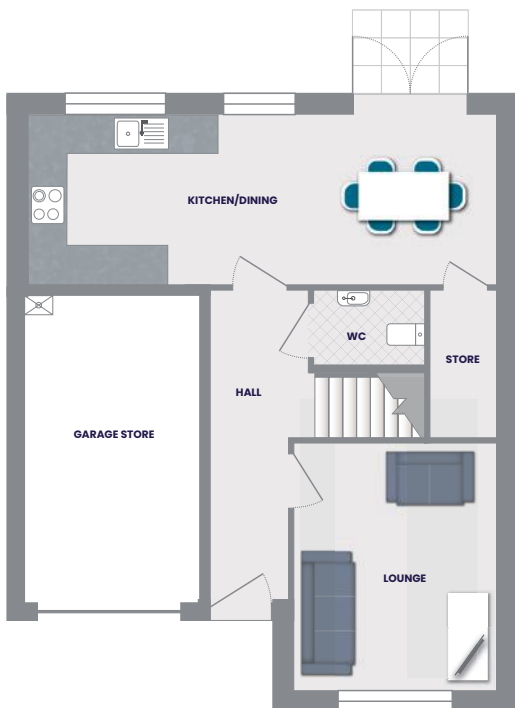 KITCHEN/DINING
WC
STORE
HALL
GARAGE STORE
LOUNGE